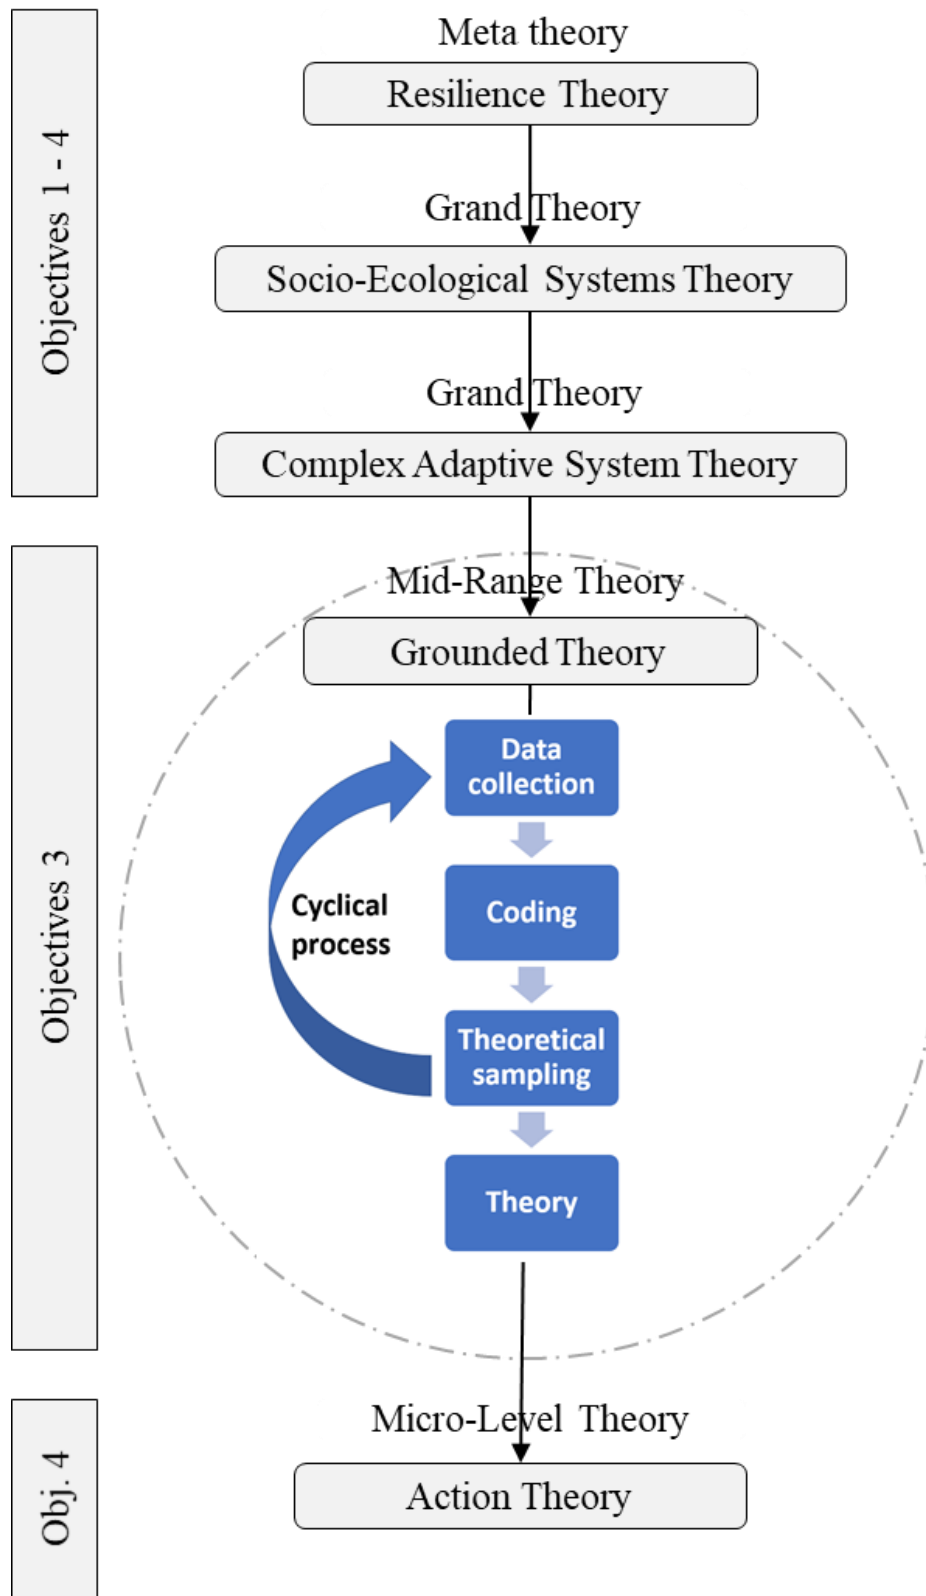 Objectives 1 - 4
Meta theory
Resilience Theory
Grand Theory
Socio-Ecological Systems Theory
Grand Theory
Complex Adaptive System Theory
Objectives 3
Mid-Range Theory
Grounded Theory
Data
collection
Coding
Cyclical
process
Theoretical
sampling
Theory
Obj. 4
Micro-Level Theory
Action Theory